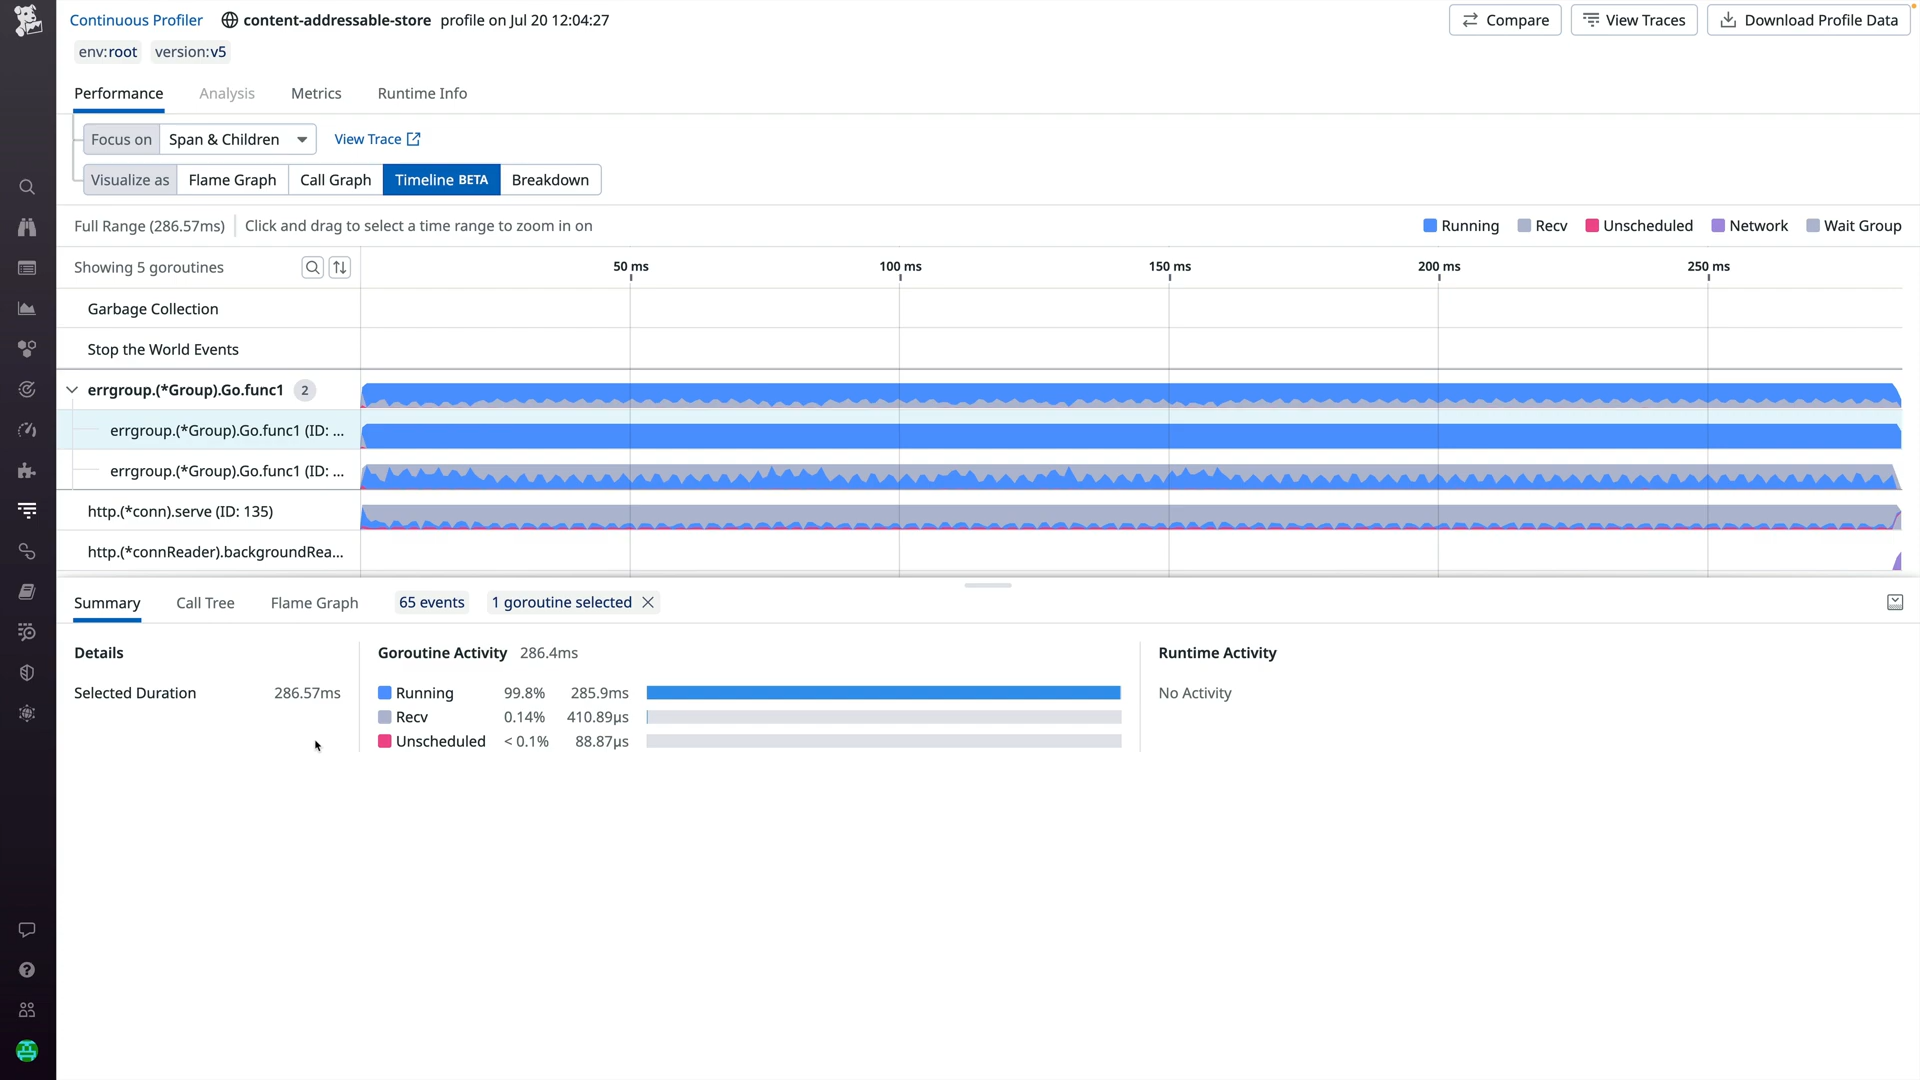 Continuous Profiler content-addressable-store profile on Jul 20 12:04:27
Compare View Traces Download Profile Data
env:root version:v5
Performance Analysis Metrics Runtime Info
Focus on Span & Children View Trace
Visualize as Flame Graph Call Graph Timeline BETA Breakdown
Full Range (286.57ms) Click and drag to select a time range to zoom in on
Running Recv Unscheduled Network Wait Group
Showing 5 goroutines 50 ms 100 ms 150 ms 200 ms 250 ms
Garbage Collection
Stop the World Events
errgroup.(*Group).Go.func1 2
errgroup.(*Group).Go.func1 (ID: ...
errgroup.(*Group).Go.func1 (ID: ...
http.(*conn).serve (ID: 135)
http.(*connReader).backgroundRea...
Summary Call Tree Flame Graph 65 events 1 goroutine selected
Details Goroutine Activity 286.4ms Runtime Activity
Selected Duration 286.57ms Running 99.8% 285.9ms No Activity
Recv 0.14% 410.89µs
Unscheduled < 0.1% 88.87µs